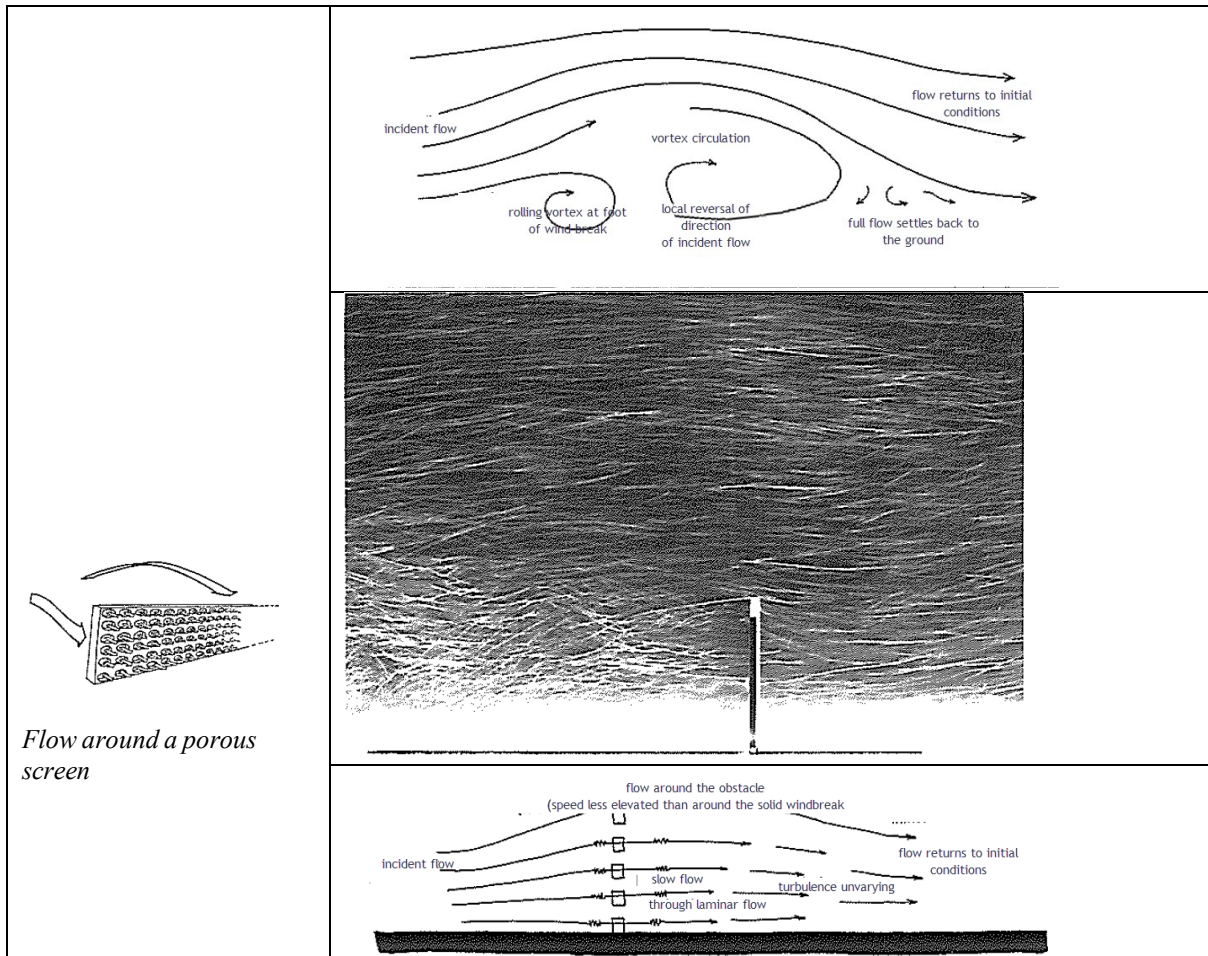 incident flow
flow returns to initial
conditions
vortex circulation
rolling vortex at foot
of wind break
local reversal of
direction
of incident flow
full flow settles back to
the ground
Flow around a porous
screen
flow around the obstacle
(speed less elevated than around the solid windbreak
incident flow
flow returns to initial
conditions
slow flow
turbulence unvarying
through laminar flow